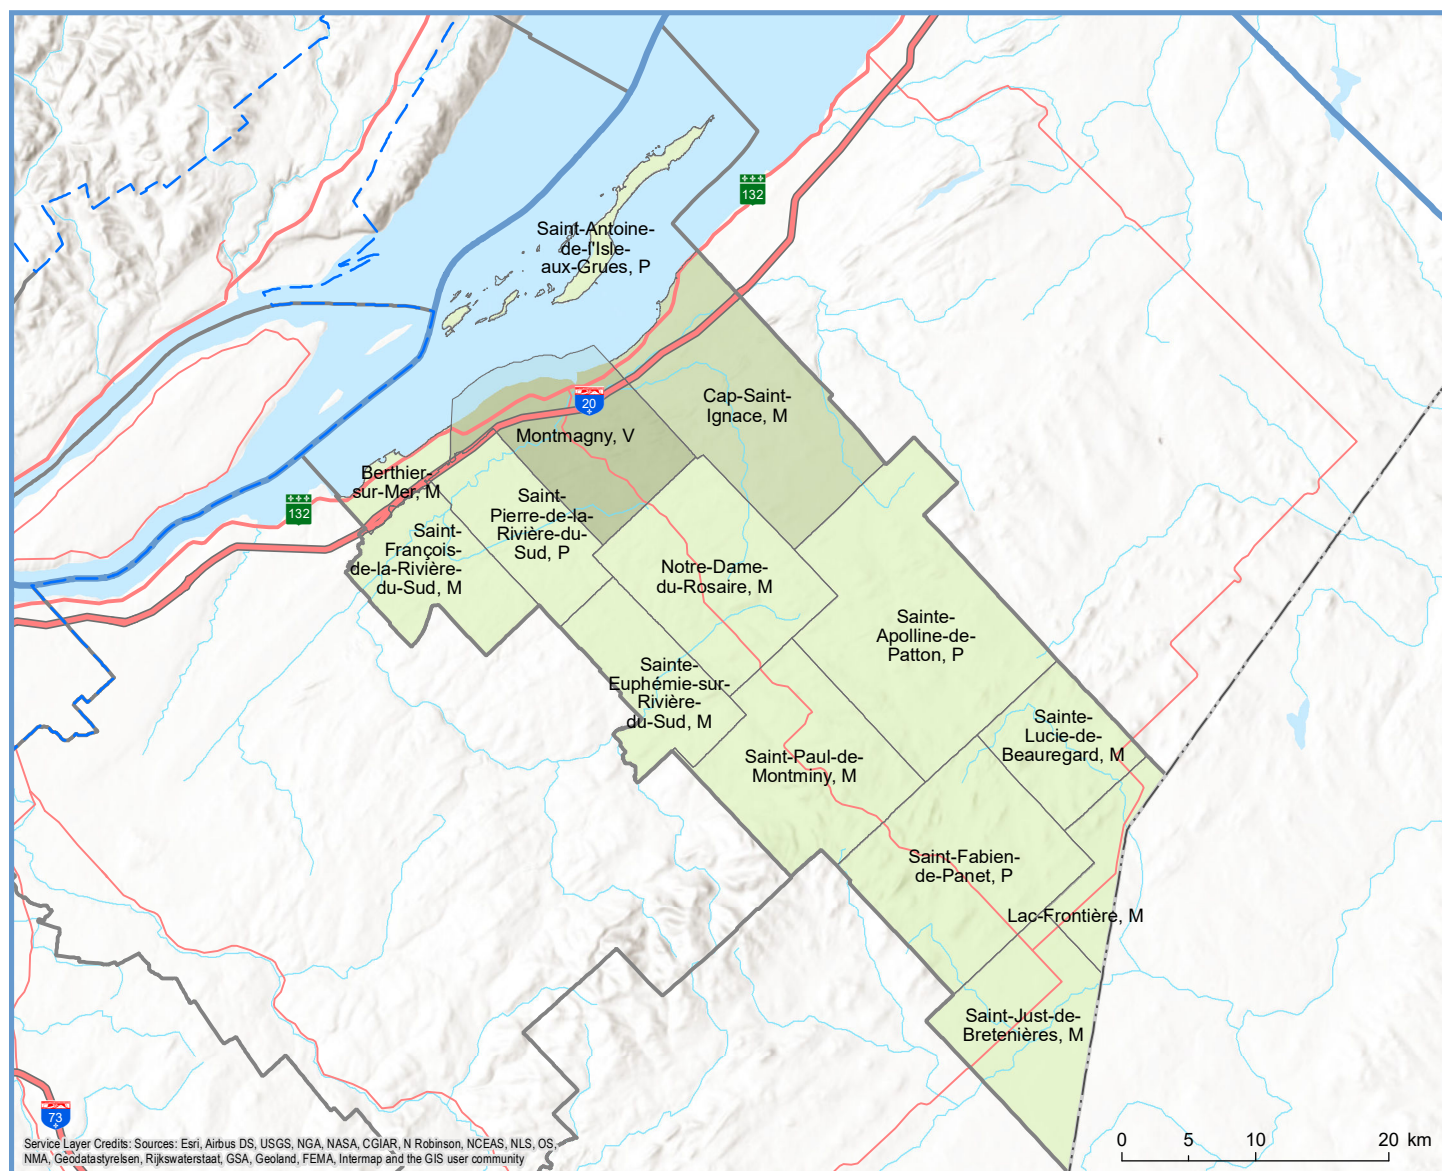 132
Saint-Antoine-
de-l'Isle-
aux-Grues, P
20
Cap-Saint-
Ignace, M
Montmagny, V
Berthier-
sur-Mer, M
132
Saint-
Pierre-de-la-
Rivière-du-
Sud, P
Saint-
François-
de-la-Rivière-
du-Sud, M
Notre-Dame-
du-Rosaire, M
Sainte-
Apolline-de-
Patton, P
Sainte-
Euphémie-sur-
Rivière-
du-Sud, M
Sainte-
Lucie-de-
Beauregard, M
Saint-Paul-de-
Montminy, M
Saint-Fabien-
de-Panet, P
Lac-Frontière, M
Saint-Just-de-
Bretenières, M
73
0 5 10 20 km
Service Layer Credits: Sources: Esri, Airbus DS, USGS, NGA, NASA, CGIAR, N Robinson, NCEAS, NLS, OS,
NMA, Geodatastyrelsen, Rijkswaterstaat, GSA, Geoland, FEMA, Intermap and the GIS user community